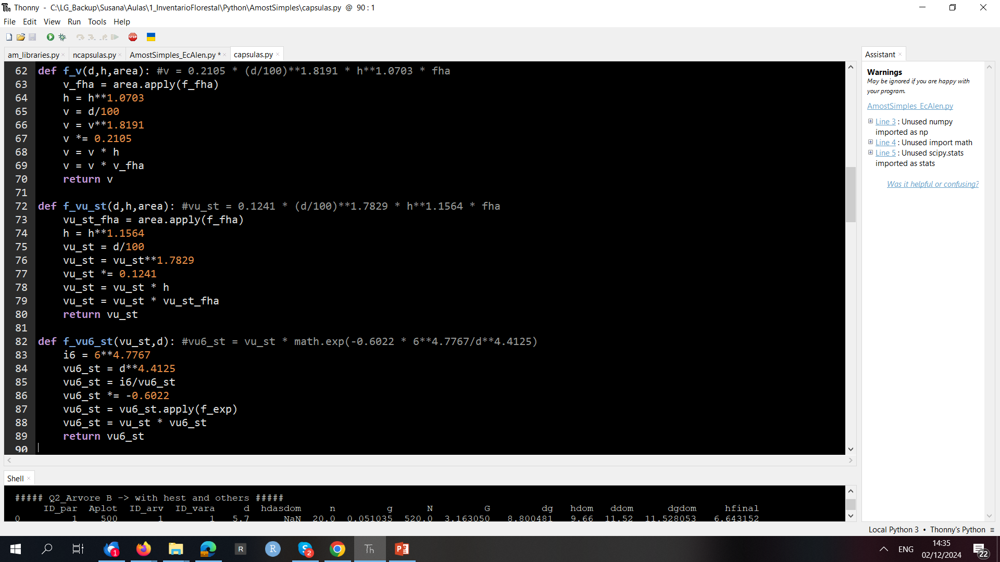 Thonny - C:\LG_Backup\Susana\Aulas\1_InventarioFlorestal\Python\AmostSimples\capsulas.py @ 90 : 1
File Edit View Run Tools Help
STOP
am_libraries.py ncapsulas.py AmostSimples_EcAlen.py * capsulas.py
62 def f_v(d,h,area): #v = 0.2105 * (d/100)**1.8191 * h**1.0703 * fha
63 v_fha = area.apply(f_fha)
64 h = h**1.0703
65 v = d/100
66 v = v**1.8191
67 v *= 0.2105
68 v = v * h
69 v = v * v_fha
70 return v
71
72 def f_vu_st(d,h,area): #vu_st = 0.1241 * (d/100)**1.7829 * h**1.1564 * fha
73 vu_st_fha = area.apply(f_fha)
74 h = h**1.1564
75 vu_st = d/100
76 vu_st = vu_st**1.7829
77 vu_st *= 0.1241
78 vu_st = vu_st * h
79 vu_st = vu_st * vu_st_fha
80 return vu_st
81
82 def f_vu6_st(vu_st,d): #vu6_st = vu_st * math.exp(-0.6022 * 6**4.7767/d**4.4125)
83 i6 = 6**4.7767
84 vu6_st = d**4.4125
85 vu6_st = i6/vu6_st
86 vu6_st *= -0.6022
87 vu6_st = vu6_st.apply(f_exp)
88 vu6_st = vu_st * vu6_st
89 return vu6_st
90
Assistant
Warnings
May be ignored if you are happy with
your program.
AmostSimples_EcAlen.py
Line 3 : Unused numpy
imported as np
Line 4 : Unused import math
Line 5 : Unused scipy.stats
imported as stats
Was it helpful or confusing?
Shell
##### Q2_Arvore B -> with hest and others #####
ID_par Aplot ID_arv ID_vara d hdasdom n g N G dg hdom ddom dgdom hfinal
0 1 500 1 1 5.7 NaN 20.0 0.051035 520.0 3.163050 8.800481 9.66 11.52 11.528053 6.643152
Local Python 3 • Thonny's Python ≡
1
R
R
2
Th
P
ENG
14:35
02/12/2024
22